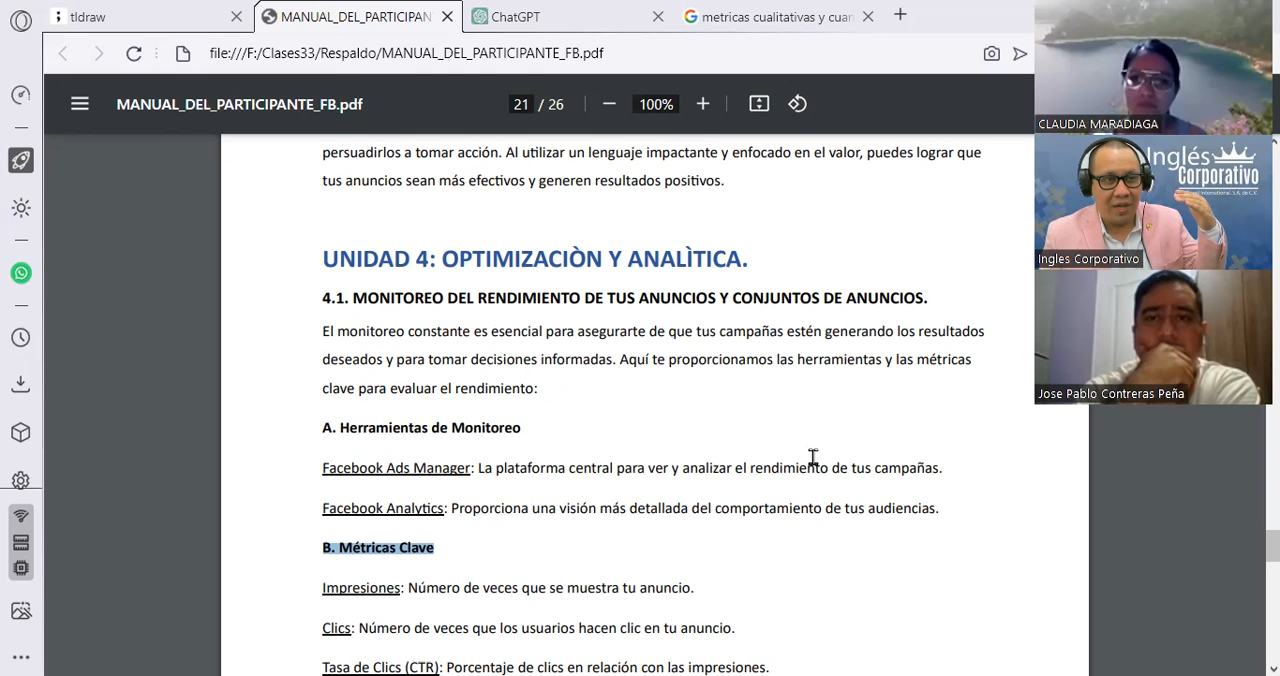 tldraw
MANUAL_DEL_PARTICIPAN
ChatGPT
metricas cualitativas y cuan
file:///F:/Clases33/Respaldo/MANUAL_DEL_PARTICIPANTE_FB.pdf
MANUAL_DEL_PARTICIPANTE_FB.pdf
21 / 26
100%
persuadirlos a tomar acción. Al utilizar un lenguaje impactante y enfocado en el valor, puedes lograr que
tus anuncios sean más efectivos y generen resultados positivos.
UNIDAD 4: OPTIMIZACIÒN Y ANALÌTICA.
4.1. MONITOREO DEL RENDIMIENTO DE TUS ANUNCIOS Y CONJUNTOS DE ANUNCIOS.
El monitoreo constante es esencial para asegurarte de que tus campañas estén generando los resultados
deseados y para tomar decisiones informadas. Aquí te proporcionamos las herramientas y las métricas
clave para evaluar el rendimiento:
A. Herramientas de Monitoreo
Facebook Ads Manager: La plataforma central para ver y analizar el rendimiento de tus campañas.
Facebook Analytics: Proporciona una visión más detallada del comportamiento de tus audiencias.
B. Métricas Clave
Impresiones: Número de veces que se muestra tu anuncio.
Clics: Número de veces que los usuarios hacen clic en tu anuncio.
Tasa de Clics (CTR): Porcentaje de clics en relación con las impresiones.
CLAUDIA MARADIAGA
Inglés
Corporativo
International, S.A. de C.V.
Ingles Corporativo
Jose Pablo Contreras Peña